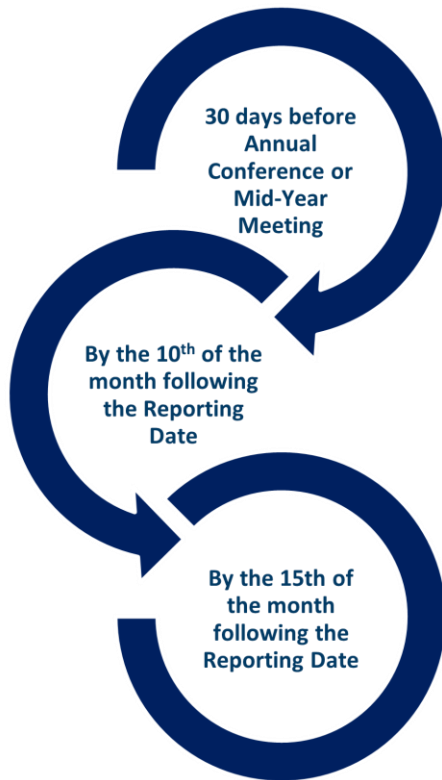 30 days before
Annual
Conference or
Mid-Year
Meeting
By the 10th of the
month following
the Reporting
Date
By the 15th of
the month
following the
Reporting Date